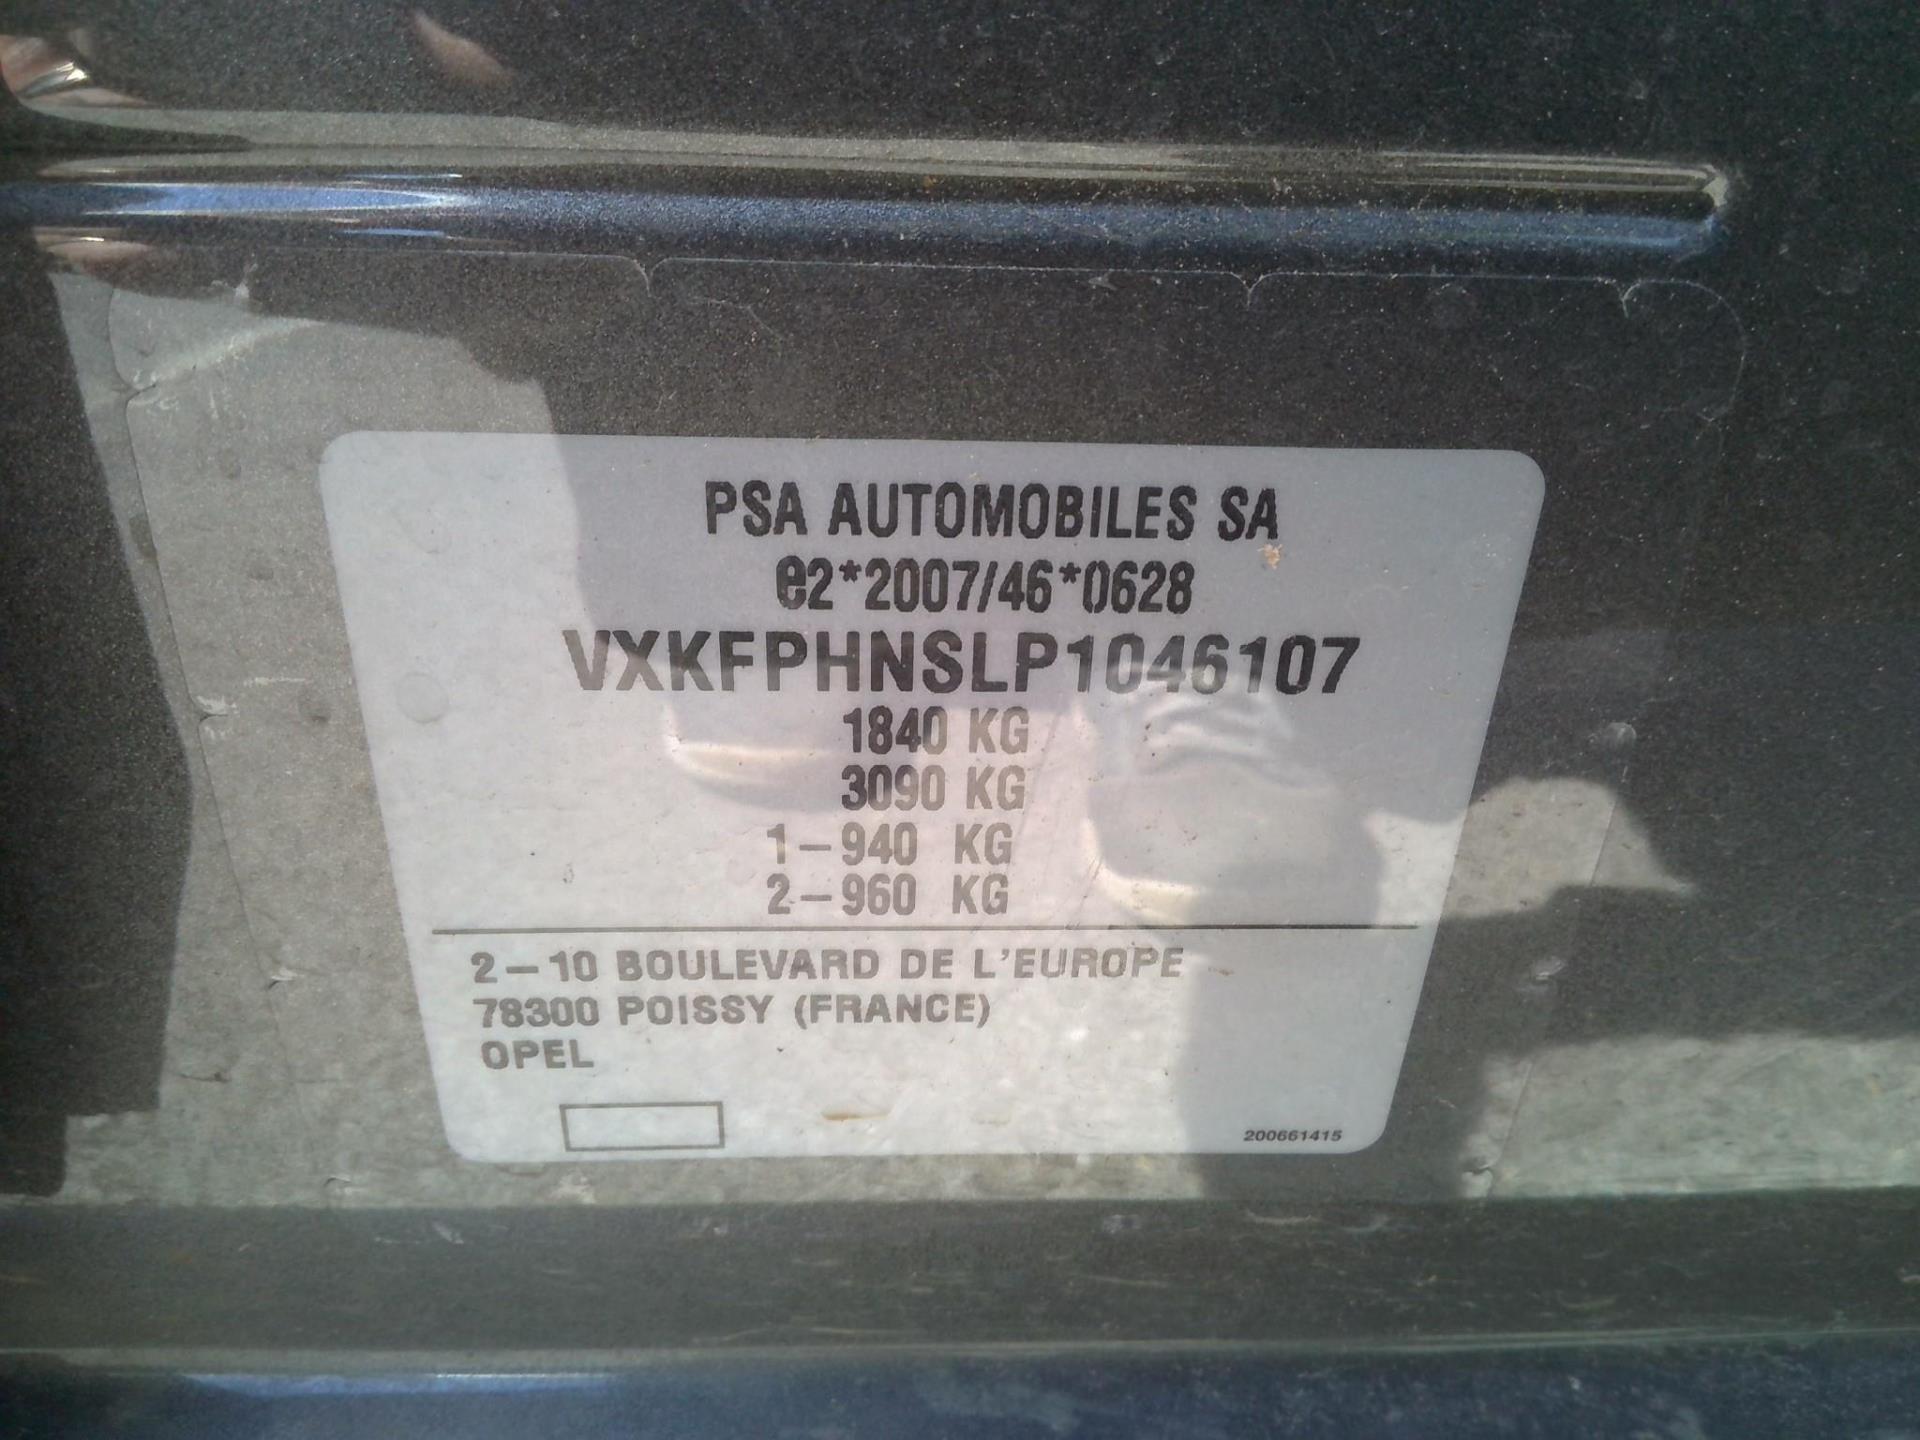 PSA AUTOMOBILES SA
e2*2007/46*0628
VXKFPHNSLP1046107
1840 KG
3090 KG
1-940 KG
2-960 KG
2-10 BOULEVARD DE L'EUROPE
78300 POISSY (FRANCE)
OPEL
200661415